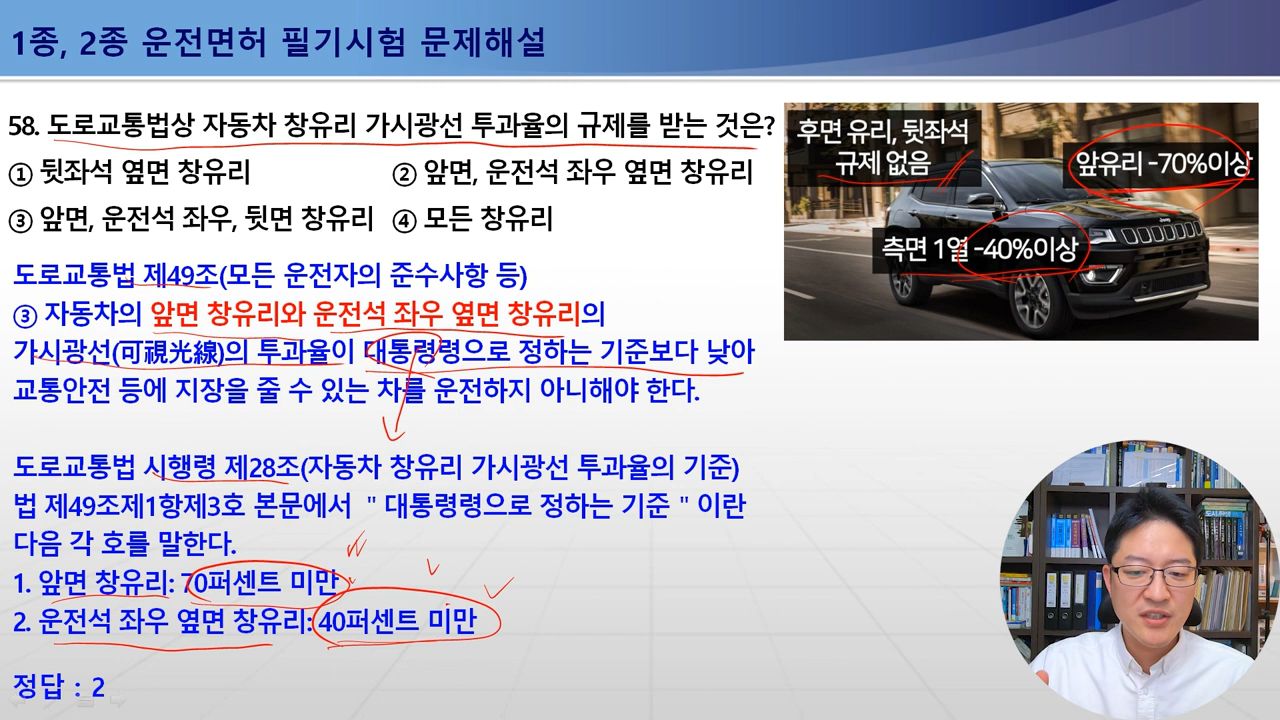 1종, 2종 운전면허 필기시험 문제해설
58. 도로교통법상 자동차 창유리 가시광선 투과율의 규제를 받는 것은?
① 뒷좌석 옆면 창유리 ② 앞면, 운전석 좌우 옆면 창유리
③ 앞면, 운전석 좌우, 뒷면 창유리 ④ 모든 창유리
후면 유리, 뒷좌석
규제 없음
앞유리 -70%이상
측면 1열 -40%이상
도로교통법 제49조(모든 운전자의 준수사항 등)
③ 자동차의 앞면 창유리와 운전석 좌우 옆면 창유리의
가시광선(可視光線)의 투과율이 대통령령으로 정하는 기준보다 낮아
교통안전 등에 지장을 줄 수 있는 차를 운전하지 아니해야 한다.
도로교통법 시행령 제28조(자동차 창유리 가시광선 투과율의 기준)
법 제49조제1항제3호 본문에서 " 대통령령으로 정하는 기준 " 이란
다음 각 호를 말한다.
1. 앞면 창유리: 70퍼센트 미만
2. 운전석 좌우 옆면 창유리: 40퍼센트 미만
정답 : 2